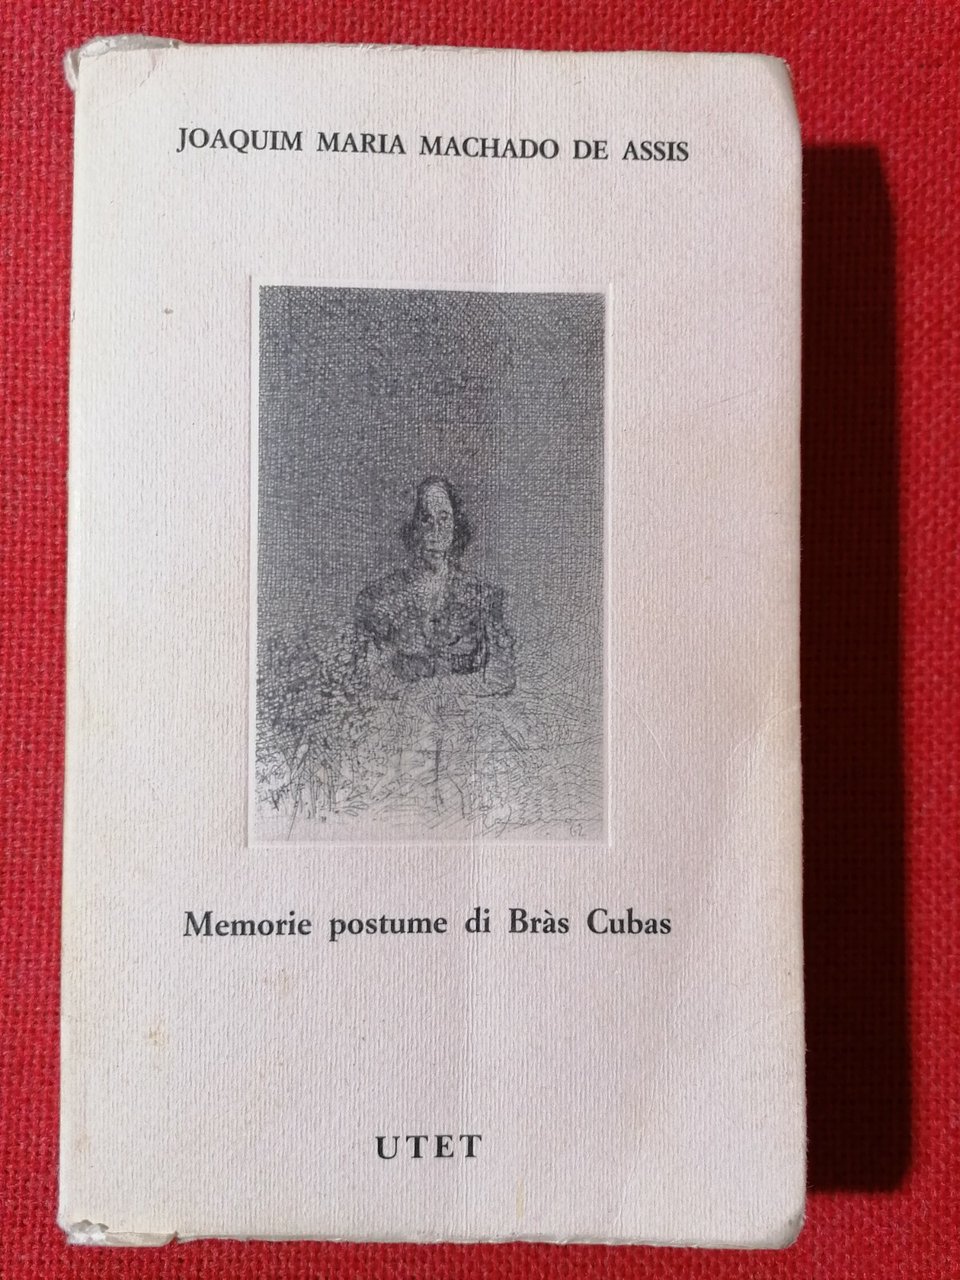 JOAQUIM MARIA MACHADO DE ASSIS
Memorie postume di Bràs Cubas
UTET